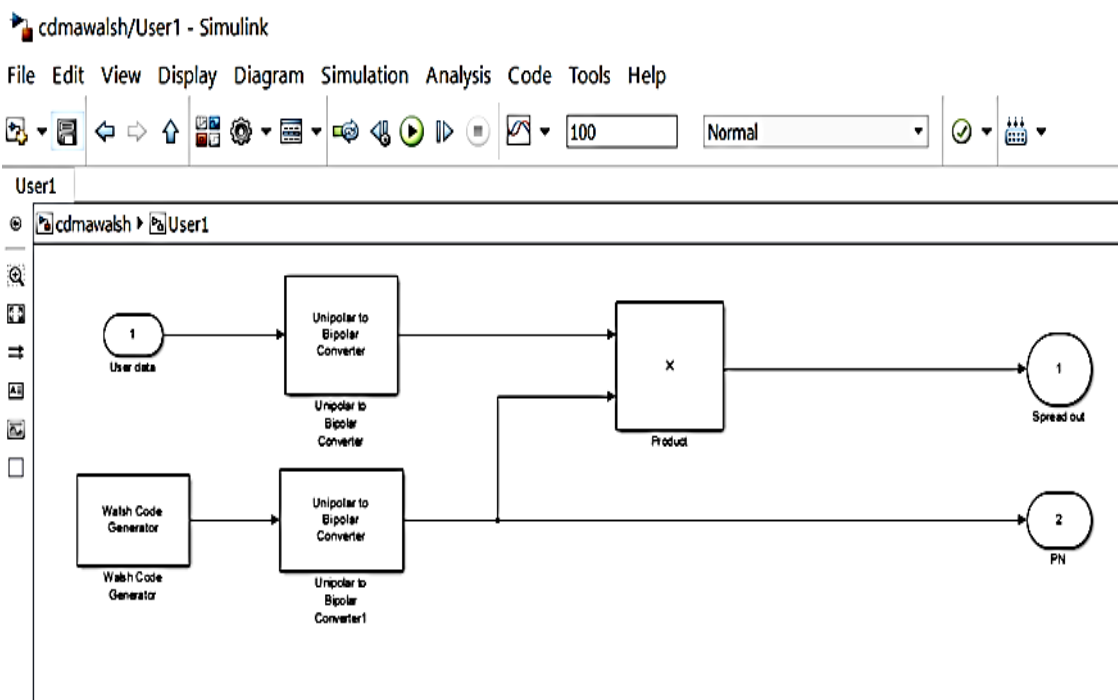 cdmawalsh/User1 - Simulink
File Edit View Display Diagram Simulation Analysis Code Tools Help
100
Normal
User1
cdmawalsh User1
1
User data
Unipolar to
Bipolar
Converter
Unipolar to
Bipolar
Converter
×
Product
1
Spread out
Walsh Code
Generator
Walsh Code
Generator
Unipolar to
Bipolar
Converter
Unipolar to
Bipolar
Converter1
2
PN